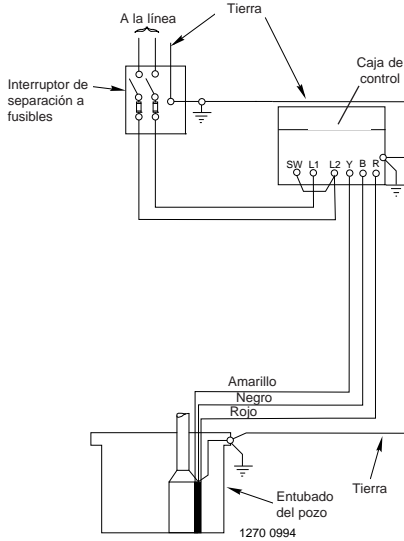 A la línea
Tierra
Interruptor de
separación a
fusibles
Caja de
control
SW L1 L2 Y B R
Amarillo
Negro
Rojo
Entubado
del pozo
Tierra
1270 0994